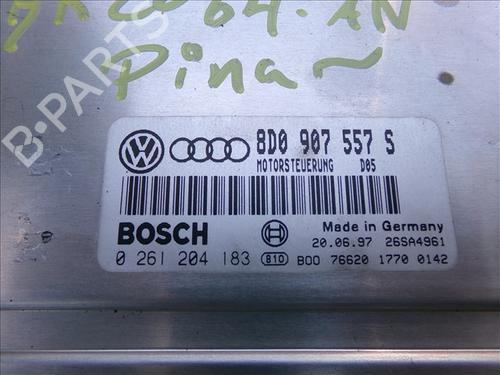 Pina
8D0 907 557 S
MOTORSTEUERUNG D05
BOSCH
Made in Germany
20.06.97 26SA4961
0 261 204 183 B10 B00 76620 1770 0142
B-PARTS